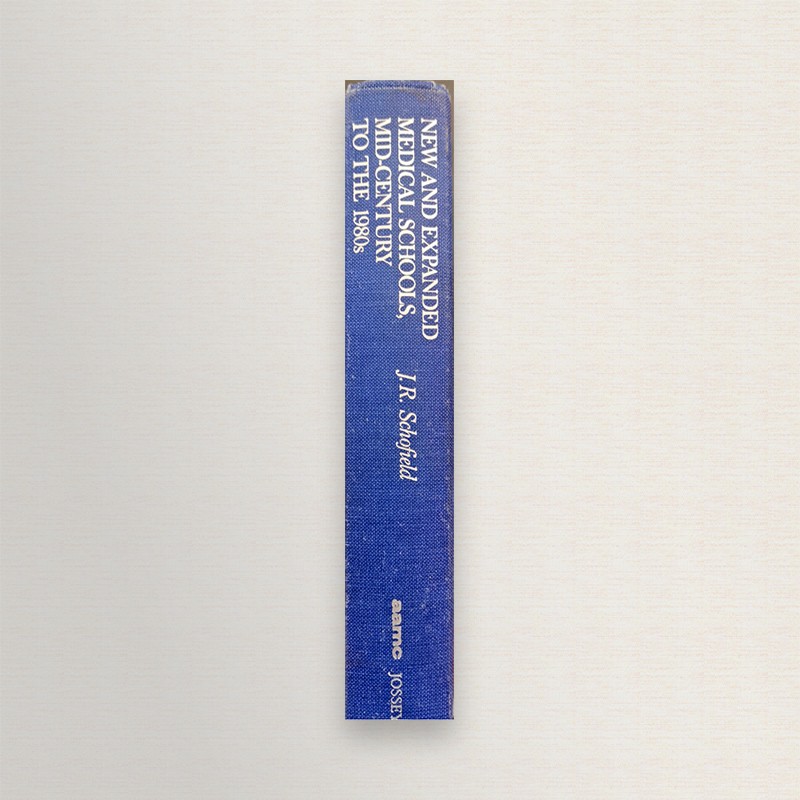 NEW AND EXPANDED
MEDICAL SCHOOLS,
MID-CENTURY
TO THE 1980s
J. R. Schofield
aamc
JOSSEY